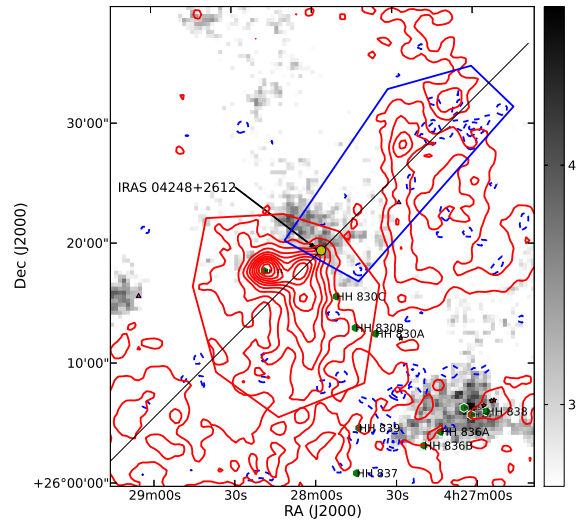 30'00"
4
IRAS 04248+2612
20'00"
Dec (J2000)
HH 830C
HH 830B
HH 830A
10'00"
3
HH 838
HH 839
HH 836A
HH 836B
HH 837
+26°00'00"
29m00s 30s 28m00s 30s 4h27m00s
RA (J2000)